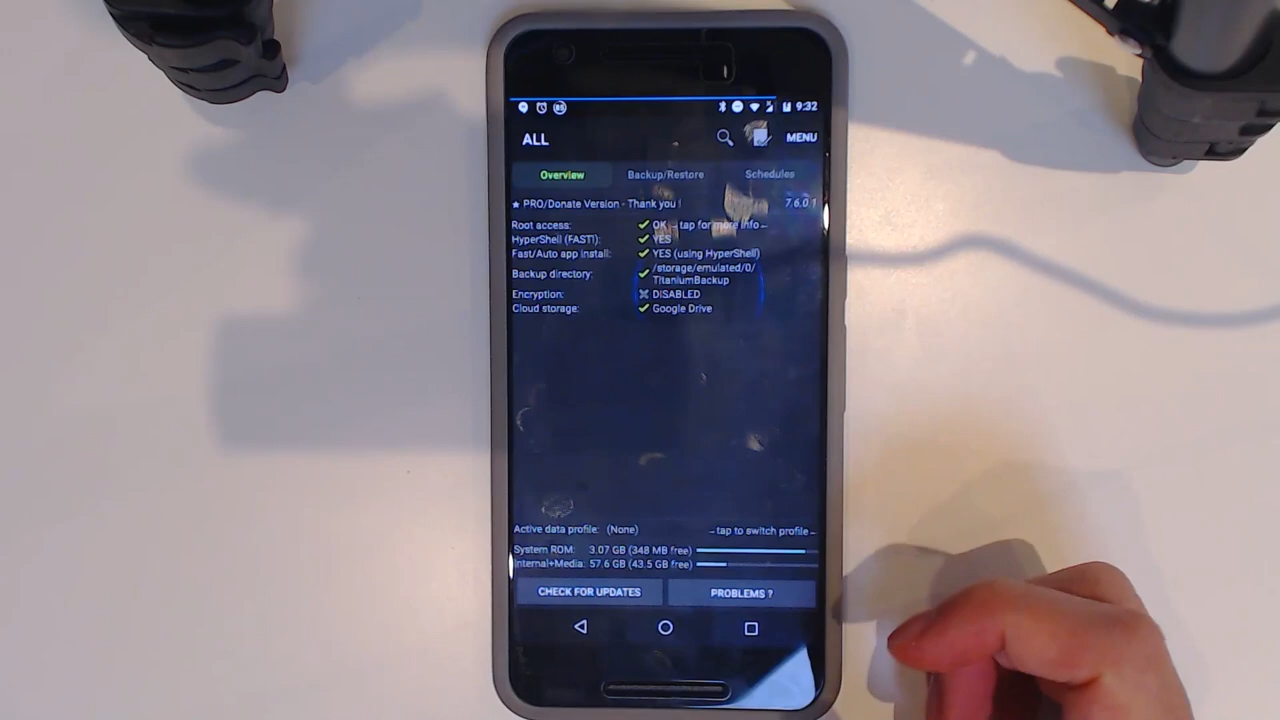 9:32
ALL
MENU
Overview Backup/Restore Schedules
PRO/Donate Version - Thank you ! 7.6.0.1
Root access: OK -- tap for more info --
HyperShell (FAST!): YES
Fast/Auto app install: YES (using HyperShell)
Backup directory: /storage/emulated/0/
TitaniumBackup
Encryption: DISABLED
Cloud storage: Google Drive
Active data profile: (None) -- tap to switch profile --
System ROM: 3.07 GB (348 MB free)
Internal+Media: 57.6 GB (43.5 GB free)
CHECK FOR UPDATES PROBLEMS ?